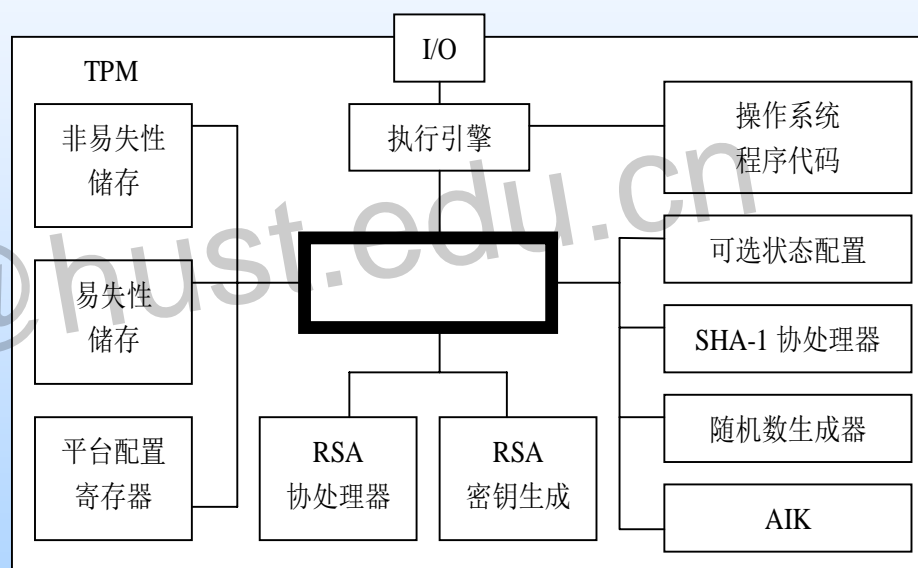 I/O
TPM
非易失性
储存
执行引擎
操作系统
程序代码
可选状态配置
易失性
储存
SHA-1 协处理器
随机数生成器
平台配置
寄存器
RSA
协处理器
RSA
密钥生成
AIK
@hust.edu.cn